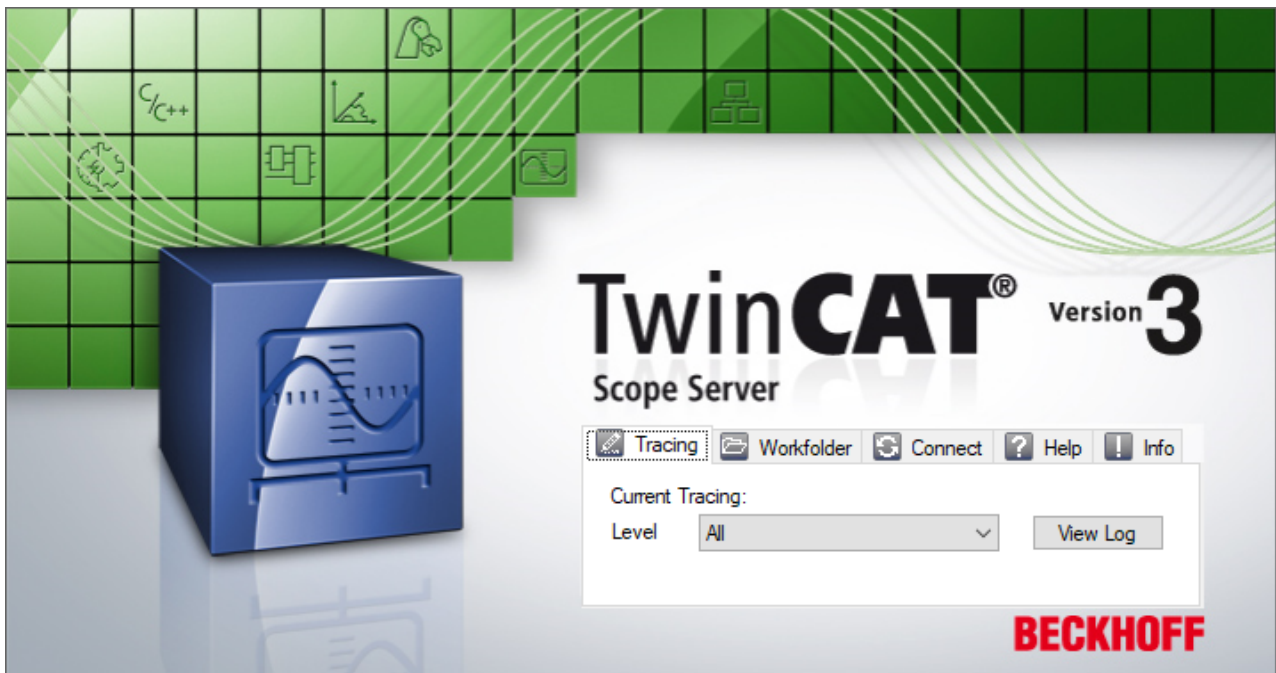 C/C++
TwinCAT® Version 3
Scope Server
Tracing Workfolder Connect ? Help ! Info
Current Tracing:
Level All View Log
BECKHOFF